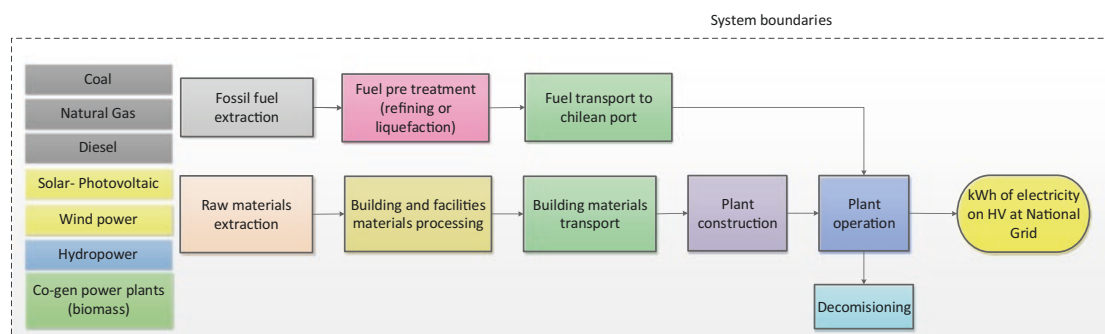 System boundaries
Coal
Natural Gas
Diesel
Solar- Photovoltaic
Wind power
Hydropower
Co-gen power plants
(biomass)
Fossil fuel
extraction
Fuel pre treatment
(refining or
liquefaction)
Fuel transport to
chilean port
Raw materials
extraction
Building and facilities
materials processing
Building materials
transport
Plant
construction
Plant
operation
kWh of electricity
on HV at National
Grid
Decomisioning